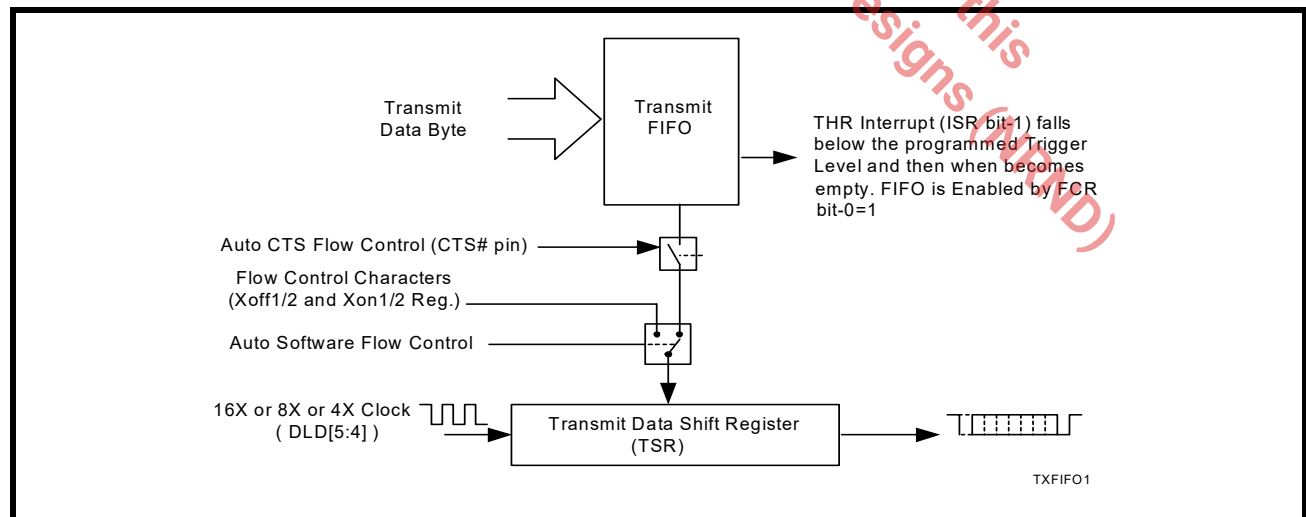 this
esigns (NRND)
Transmit
Data Byte
Transmit
FIFO
THR Interrupt (ISR bit-1) falls
below the programmed Trigger
Level and then when becomes
empty. FIFO is Enabled by FCR
bit-0=1
Auto CTS Flow Control (CTS# pin)
Flow Control Characters
(Xoff1/2 and Xon1/2 Reg.)
Auto Software Flow Control
16X or 8X or 4X Clock
( DLD[5:4] )
Transmit Data Shift Register
(TSR)
TXFIFO1